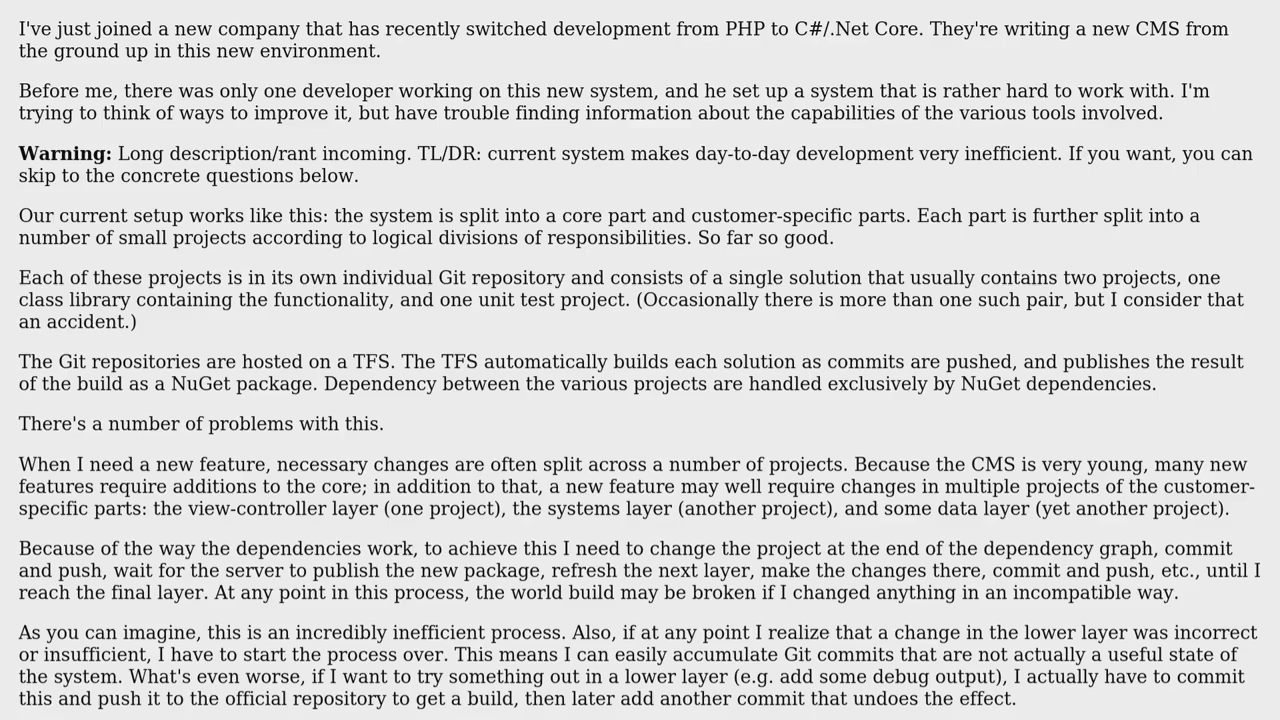 I've just joined a new company that has recently switched development from PHP to C#/.Net Core. They're writing a new CMS from
the ground up in this new environment.
Before me, there was only one developer working on this new system, and he set up a system that is rather hard to work with. I'm
trying to think of ways to improve it, but have trouble finding information about the capabilities of the various tools involved.
Warning: Long description/rant incoming. TL/DR: current system makes day-to-day development very inefficient. If you want, you can
skip to the concrete questions below.
Our current setup works like this: the system is split into a core part and customer-specific parts. Each part is further split into a
number of small projects according to logical divisions of responsibilities. So far so good.
Each of these projects is in its own individual Git repository and consists of a single solution that usually contains two projects, one
class library containing the functionality, and one unit test project. (Occasionally there is more than one such pair, but I consider that
an accident.)
The Git repositories are hosted on a TFS. The TFS automatically builds each solution as commits are pushed, and publishes the result
of the build as a NuGet package. Dependency between the various projects are handled exclusively by NuGet dependencies.
There's a number of problems with this.
When I need a new feature, necessary changes are often split across a number of projects. Because the CMS is very young, many new
features require additions to the core; in addition to that, a new feature may well require changes in multiple projects of the customer-
specific parts: the view-controller layer (one project), the systems layer (another project), and some data layer (yet another project).
Because of the way the dependencies work, to achieve this I need to change the project at the end of the dependency graph, commit
and push, wait for the server to publish the new package, refresh the next layer, make the changes there, commit and push, etc., until I
reach the final layer. At any point in this process, the world build may be broken if I changed anything in an incompatible way.
As you can imagine, this is an incredibly inefficient process. Also, if at any point I realize that a change in the lower layer was incorrect
or insufficient, I have to start the process over. This means I can easily accumulate Git commits that are not actually a useful state of
the system. What's even worse, if I want to try something out in a lower layer (e.g. add some debug output), I actually have to commit
this and push it to the official repository to get a build, then later add another commit that undoes the effect.